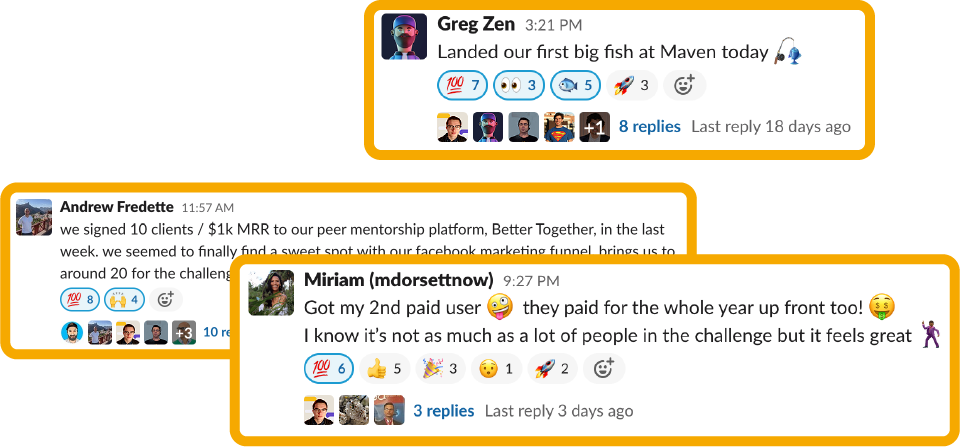 Greg Zen 3:21 PM
Landed our first big fish at Maven today 🎣
💯 7 👀 3 🐟 5 🚀 3
+1 8 replies Last reply 18 days ago
Andrew Fredette 11:57 AM
we signed 10 clients / $1k MRR to our peer mentorship platform, Better Together, in the last
week. we seemed to finally find a sweet spot with our facebook marketing funnel, brings us to
around 20 for the challeng
💯 8 🙌 4
+3 10 re
Miriam (mdorsettnow) 9:27 PM
Got my 2nd paid user 🤪 they paid for the whole year up front too! 🤑
I know it's not as much as a lot of people in the challenge but it feels great 🕺
💯 6 👍 5 🎉 3 😯 1 🚀 2
3 replies Last reply 3 days ago